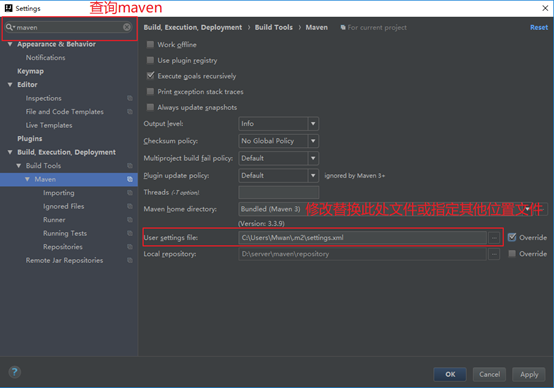 Settings
查询maven
maven
Appearance & Behavior
Notifications
Keymap
Editor
Inspections
File and Code Templates
Live Templates
Plugins
Build, Execution, Deployment
Build Tools
Maven
Importing
Ignored Files
Runner
Running Tests
Repositories
Remote Jar Repositories
Build, Execution, Deployment › Build Tools › Maven For current project Reset
Work offline
Use plugin registry
Execute goals recursively
Print exception stack traces
Always update snapshots
Output level: Info
Checksum policy: No Global Policy
Multiproject build fail policy: Default
Plugin update policy: Default ignored by Maven 3+
Threads (-T option)
Maven home directory: Bundled (Maven 3) 修改替换此处文件或指定其他位置文件
(Version: 3.3.9)
User settings file: C:\Users\Mwan\.m2\settings.xml ... Override
Local repository: D:\server\maven\repository ... Override
? OK Cancel Apply